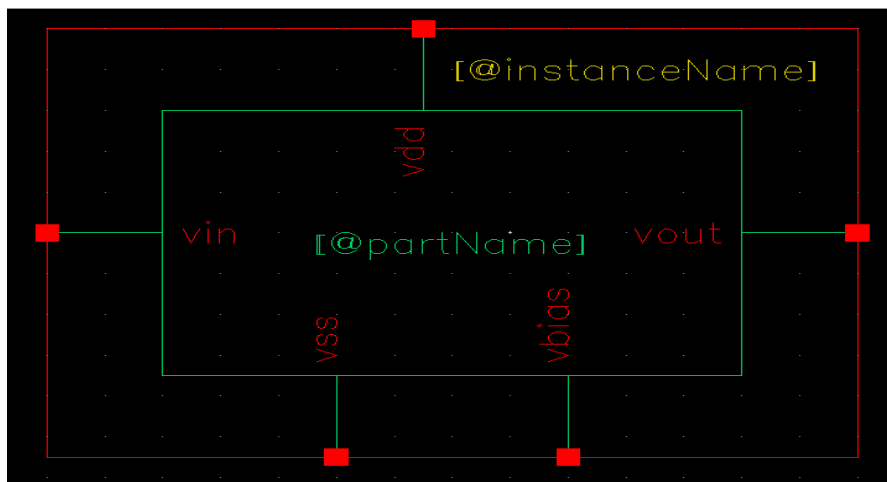 [@instanceName]
vdd
vin
[@partName]
vout
vss
vbias